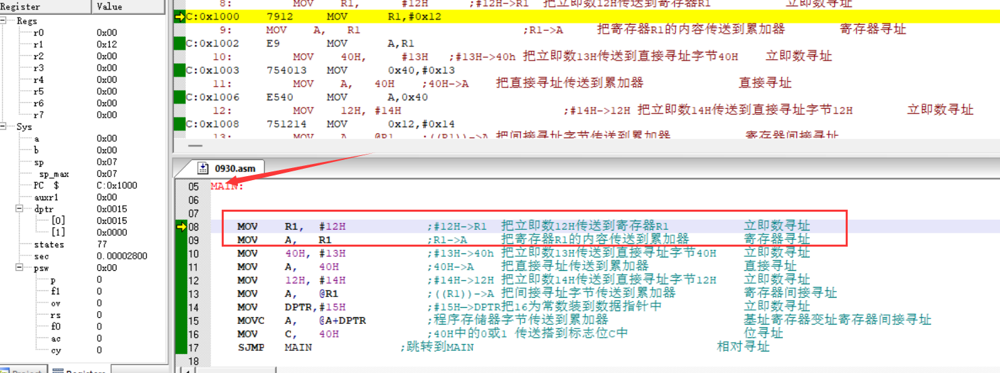 Register Value
Regs
r0 0x00
r1 0x12
r2 0x00
r3 0x00
r4 0x00
r5 0x00
r6 0x00
r7 0x00
Sys
a 0x00
b 0x00
sp 0x07
sp_max 0x07
PC $ C:0x1000
auxr1 0x00
dptr 0x0015
[0] 0x0015
[1] 0x0000
states 77
sec 0.00002800
psw 0x00
p 0
f1 0
ov 0
rs 0
f0 0
ac 0
cy 0
Project Registers
8: MOV R1, #12H ;#12H->R1 把立即数12H传送到寄存器R1 立即数寻址
C:0x1000 7912 MOV R1,#0x12
9: MOV A, R1 ;R1->A 把寄存器R1的内容传送到累加器 寄存器寻址
C:0x1002 E9 MOV A,R1
10: MOV 40H, #13H ;#13H->40h 把立即数13H传送到直接寻址字节40H 立即数寻址
C:0x1003 754013 MOV 0x40,#0x13
11: MOV A, 40H ;40H->A 把直接寻址传送到累加器 直接寻址
C:0x1006 E540 MOV A,0x40
12: MOV 12H, #14H ;#14H->12H 把立即数14H传送到直接寻址字节12H 立即数寻址
C:0x1008 751214 MOV 0x12,#0x14
13: MOV A, @R1 ;((R1))->A 把间接寻址字节传送到累加器 寄存器间接寻址
0930.asm
05 MAIN:
06
07
08 MOV R1, #12H ;#12H->R1 把立即数12H传送到寄存器R1 立即数寻址
09 MOV A, R1 ;R1->A 把寄存器R1的内容传送到累加器 寄存器寻址
10 MOV 40H, #13H ;#13H->40h 把立即数13H传送到直接寻址字节40H 立即数寻址
11 MOV A, 40H ;40H->A 把直接寻址传送到累加器 直接寻址
12 MOV 12H, #14H ;#14H->12H 把立即数14H传送到直接寻址字节12H 立即数寻址
13 MOV A, @R1 ;((R1))->A 把间接寻址字节传送到累加器 寄存器间接寻址
14 MOV DPTR,#15H ;#15H—>DPTR把16为常数装到数据指针中 立即数寻址
15 MOVC A, @A+DPTR ;程序存储器字节传送到累加器 基址寄存器变址寄存器间接寻址
16 MOV C, 40H ;40H中的0或1 传送搭到标志位C中 位寻址
17 SJMP MAIN ;跳转到MAIN 相对寻址
18